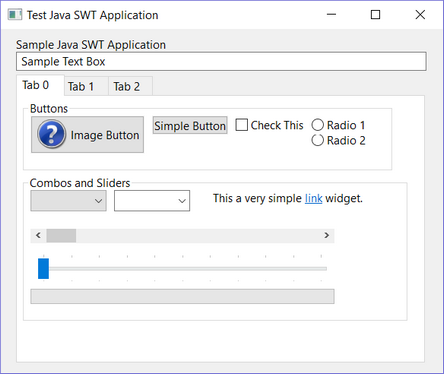 Test Java SWT Application
Sample Java SWT Application
Sample Text Box
Tab 0 Tab 1 Tab 2
Buttons
Image Button Simple Button Check This Radio 1
Radio 2
Combos and Sliders
This a very simple link widget.